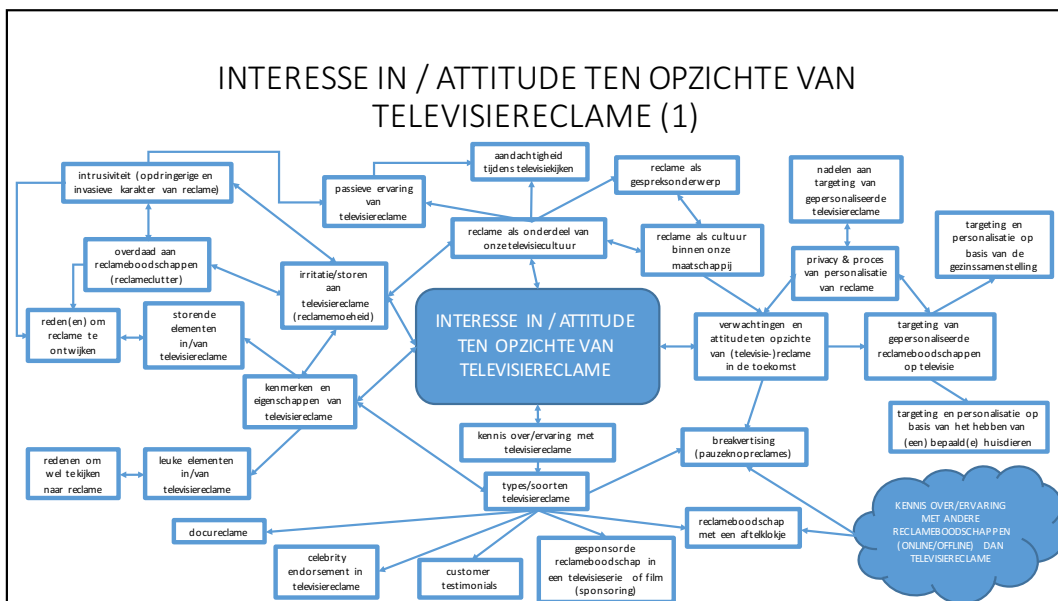 INTERESSE IN / ATTITUDE TEN OPZICHTE VAN
TELEVISIERECLAME (1)
intrusiviteit (opdringerige en
invasieve karakter van reclame)
passieve ervaring
van
televisiereclame
aandachtigheid
tijdens televisiekijken
reclame als
gespreksonderwerp
nadelen aan
targeting van
gepersonaliseerde
televisiereclame
overdaad aan
reclameboodschappen
(reclameclutter)
irritatie/storen
aan
televisiereclame
(reclamemoeheid)
reclame als onderdeel van
onze televisiecultuur
reclame als cultuur
binnen onze
maatschappij
privacy & proces
van personalisatie
van reclame
targeting en
personalisatie op
basis van de
gezinssamenstelling
reden(en) om
reclame te
ontwijken
storende
elementen
in/van
televisiereclame
INTERESSE IN / ATTITUDE
TEN OPZICHTE VAN
TELEVISIERECLAME
verwachtingen en
attitude ten opzichte
van (televisie-)reclame
in de toekomst
targeting van
gepersonaliseerde
reclameboodschappen
op televisie
kenmerken en
eigenschappen van
televisiereclame
kennis over/ervaring met
televisiereclame
breakvertising
(pauzeknopreclames)
targeting en personalisatie op
basis van het hebben van
(een) bepaald(e) huisdieren
redenen om
wel te kijken
naar reclame
leuke elementen
in/van
televisiereclame
types/soorten
televisiereclame
docureclame
celebrity
endorsement in
televisiereclame
customer
testimonials
gesponsorde
reclameboodschap in
een televisieserie of film
(sponsoring)
reclameboodschap
met een aftelklokje
KENNIS OVER/ERVARING
MET ANDERE
RECLAMEBOODSCHAPPEN
(ONLINE/OFFLINE) DAN
TELEVISIERECLAME